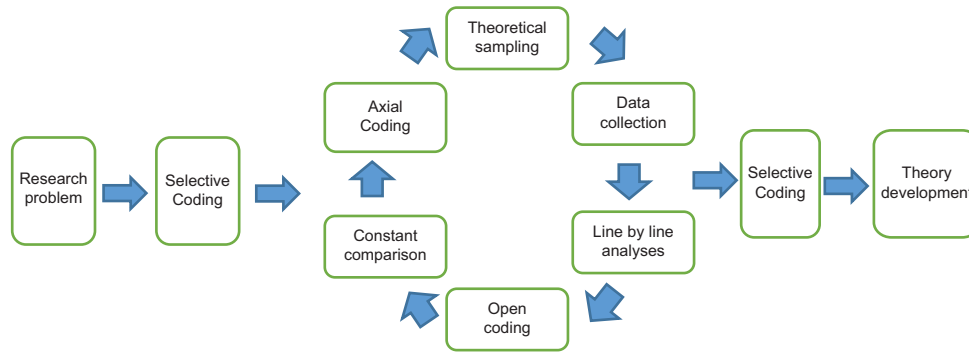 Research
problem
Selective
Coding
Theoretical
sampling
Data
collection
Line by line
analyses
Open
coding
Constant
comparison
Axial
Coding
Selective
Coding
Theory
development